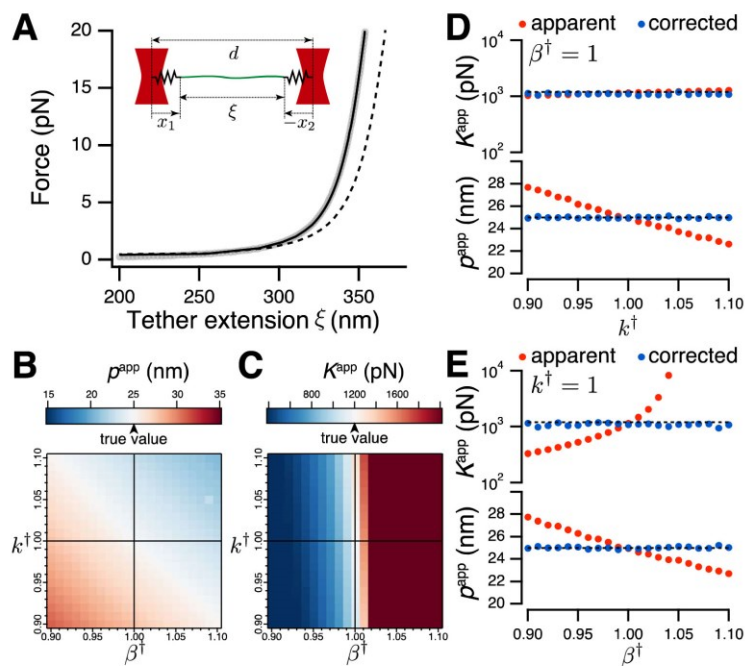 A
Force (pN)
20
15
10
5
0
d
ξ
x₁
−x₂
200
250
300
350
Tether extension ξ (nm)
B
pᵃᵖᵖ (nm)
15
20
25
30
35
true value
k†
1.10
1.05
1.00
0.95
0.90
0.90
0.95
1.00
1.05
1.10
β†
C
Kᵃᵖᵖ (pN)
800
1200
1600
true value
k†
0.90
0.95
1.00
1.05
1.10
β†
D
apparent
corrected
β† = 1
Kᵃᵖᵖ (pN)
10⁴
10³
10²
pᵃᵖᵖ (nm)
28
26
24
22
20
0.90
0.95
1.00
1.05
1.10
k†
E
apparent
corrected
k† = 1
Kᵃᵖᵖ (pN)
10⁴
10³
10²
pᵃᵖᵖ (nm)
28
26
24
22
20
0.90
0.95
1.00
1.05
1.10
β†